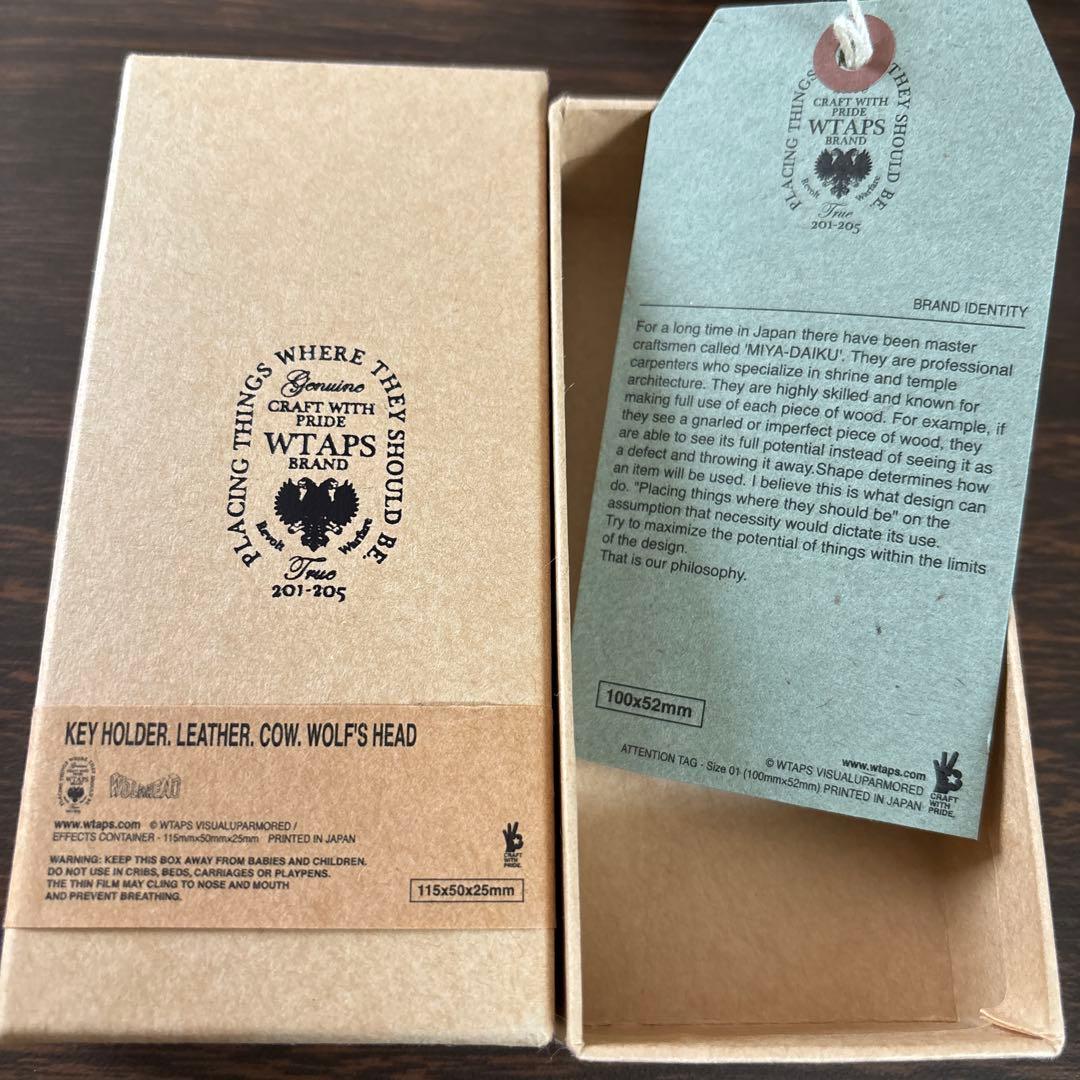 PLACING THINGS WHERE THEY SHOULD BE.
Genuine
CRAFT WITH
PRIDE
WTAPS
BRAND
Revolt Warfare
True
201-205
KEY HOLDER. LEATHER. COW. WOLF'S HEAD
WTAPS
WOLF'S HEAD
www.wtaps.com © WTAPS VISUALUPARMORED /
EFFECTS CONTAINER - 115mmx50mmx25mm PRINTED IN JAPAN
CRAFT
WITH
PRIDE.
WARNING: KEEP THIS BOX AWAY FROM BABIES AND CHILDREN.
DO NOT USE IN CRIBS, BEDS, CARRIAGES OR PLAYPENS.
THE THIN FILM MAY CLING TO NOSE AND MOUTH
AND PREVENT BREATHING.
115x50x25mm
PLACING THINGS THEY SHOULD BE.
CRAFT WITH
PRIDE
WTAPS
BRAND
Revolt Warfare
True
201-205
BRAND IDENTITY
For a long time in Japan there have been master
craftsmen called 'MIYA-DAIKU'. They are professional
carpenters who specialize in shrine and temple
architecture. They are highly skilled and known for
making full use of each piece of wood. For example, if
they see a gnarled or imperfect piece of wood, they
are able to see its full potential instead of seeing it as
a defect and throwing it away.Shape determines how
an item will be used. I believe this is what design can
do. "Placing things where they should be" on the
assumption that necessity would dictate its use.
Try to maximize the potential of things within the limits
of the design.
That is our philosophy.
100x52mm
www.wtaps.com
© WTAPS VISUALUPARMORED
ATTENTION TAG - Size 01 (100mmx52mm) PRINTED IN JAPAN
CRAFT
WITH
PRIDE.